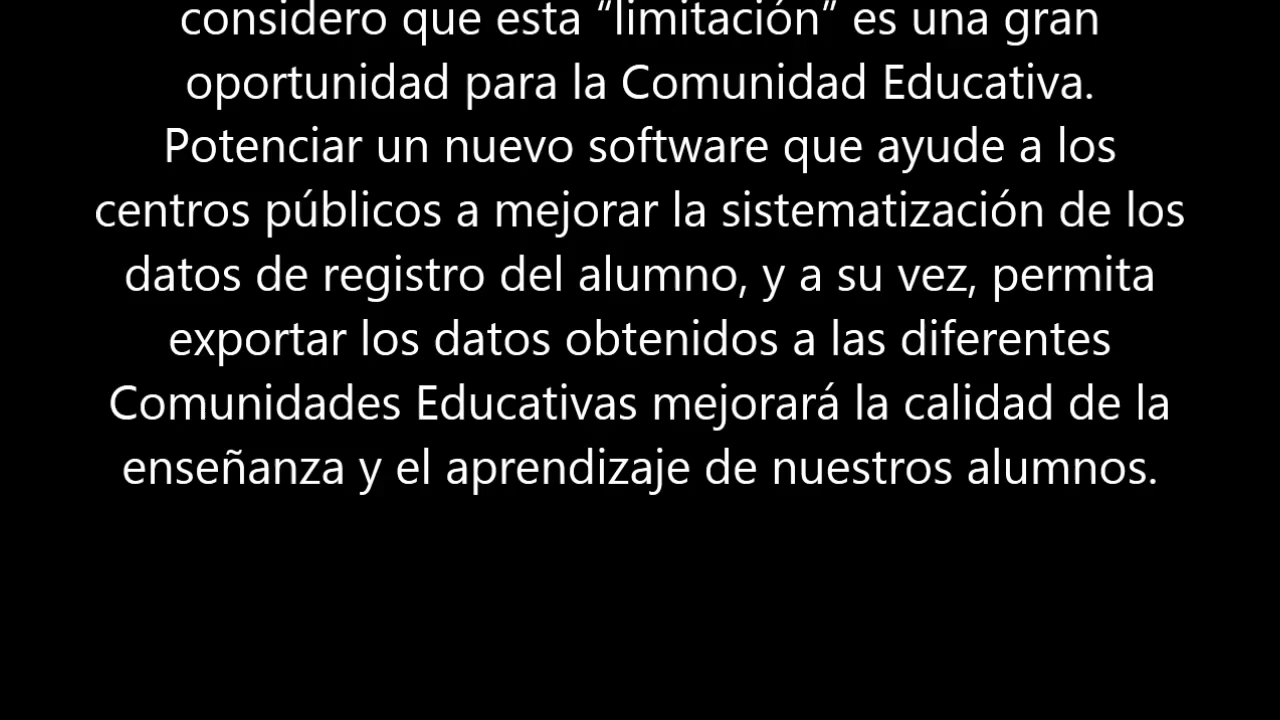 considero que esta “limitación” es una gran
oportunidad para la Comunidad Educativa.
Potenciar un nuevo software que ayude a los
centros públicos a mejorar la sistematización de los
datos de registro del alumno, y a su vez, permita
exportar los datos obtenidos a las diferentes
Comunidades Educativas mejorará la calidad de la
enseñanza y el aprendizaje de nuestros alumnos.